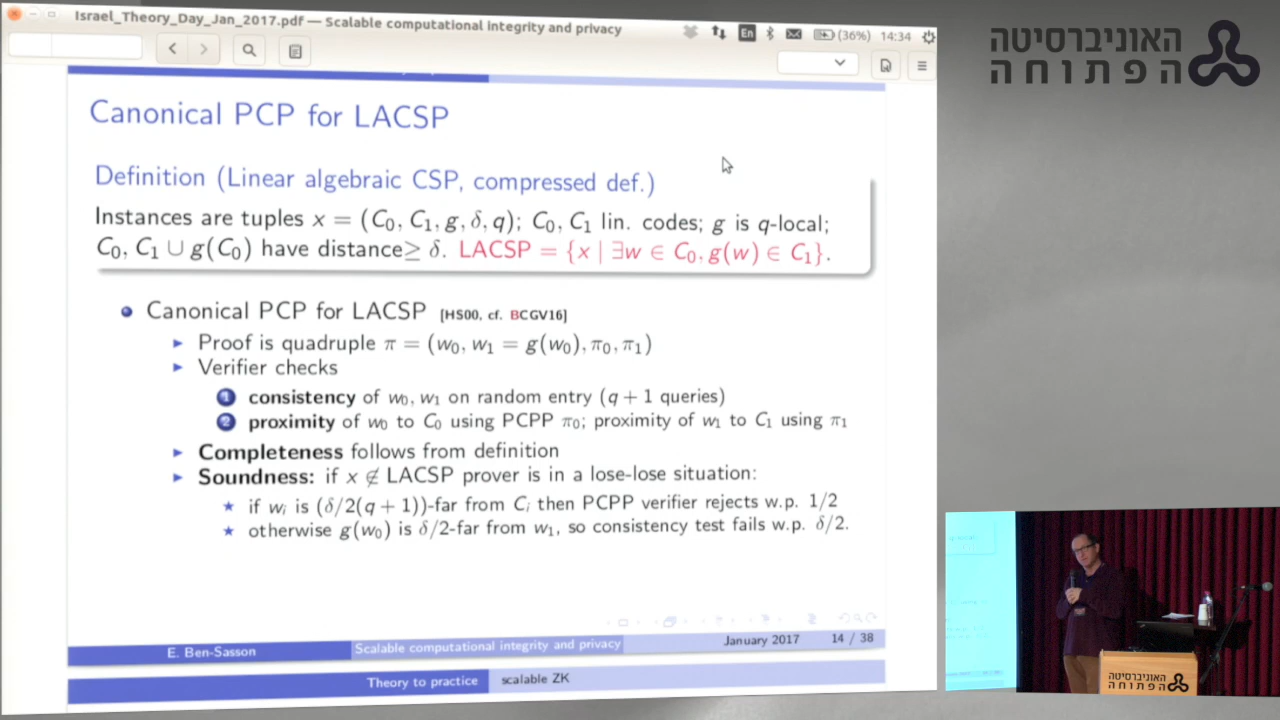 Israel_Theory_Day_Jan_2017.pdf — Scalable computational integrity and privacy
En
(36%) 14:34
האוניברסיטה
הפתוחה
Canonical PCP for LACSP
Definition (Linear algebraic CSP, compressed def.)
Instances are tuples x = (C₀, C₁, g, δ, q); C₀, C₁ lin. codes; g is q-local;
C₀, C₁ ∪ g(C₀) have distance≥ δ. LACSP = {x | ∃w ∈ C₀, g(w) ∈ C₁}.
Canonical PCP for LACSP [HS00, cf. BCGV16]
Proof is quadruple π = (w₀, w₁ = g(w₀), π₀, π₁)
Verifier checks
1 consistency of w₀, w₁ on random entry (q + 1 queries)
2 proximity of w₀ to C₀ using PCPP π₀; proximity of w₁ to C₁ using π₁
Completeness follows from definition
Soundness: if x ∉ LACSP prover is in a lose-lose situation:
if wᵢ is (δ/2(q + 1))-far from Cᵢ then PCPP verifier rejects w.p. 1/2
otherwise g(w₀) is δ/2-far from w₁, so consistency test fails w.p. δ/2.
E. Ben-Sasson
Scalable computational integrity and privacy
January 2017
14 / 38
Theory to practice
scalable ZK
האוניברסיטה
הפתוחה